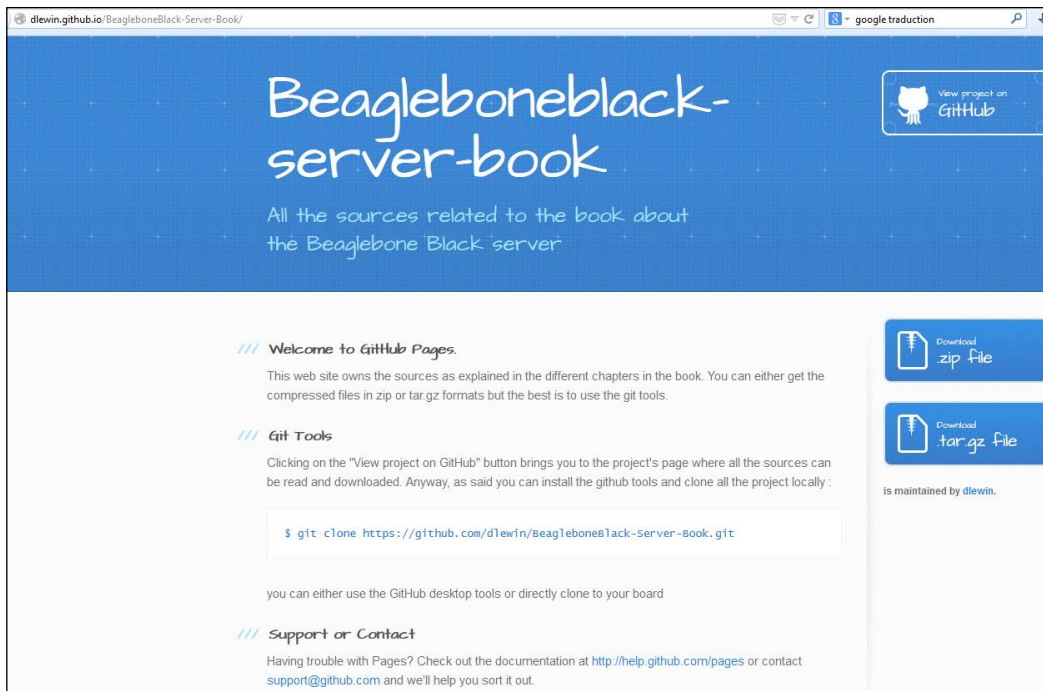 dlewin.github.io/BeagleboneBlack-Server-Book/
google traduction
Beagleboneblack-
server-book
All the sources related to the book about
the Beaglebone Black server
View project on
GitHub
/// Welcome to GitHub Pages.
This web site owns the sources as explained in the different chapters in the book. You can either get the
compressed files in zip or tar.gz formats but the best is to use the git tools.
/// Git Tools
Clicking on the "View project on GitHub" button brings you to the project's page where all the sources can
be read and downloaded. Anyway, as said you can install the github tools and clone all the project locally :
$ git clone https://github.com/dlewin/BeagleboneBlack-Server-Book.git
you can either use the GitHub desktop tools or directly clone to your board
/// Support or Contact
Having trouble with Pages? Check out the documentation at http://help.github.com/pages or contact
support@github.com and we'll help you sort it out.
Download
.zip file
Download
.tar.gz file
is maintained by dlewin.